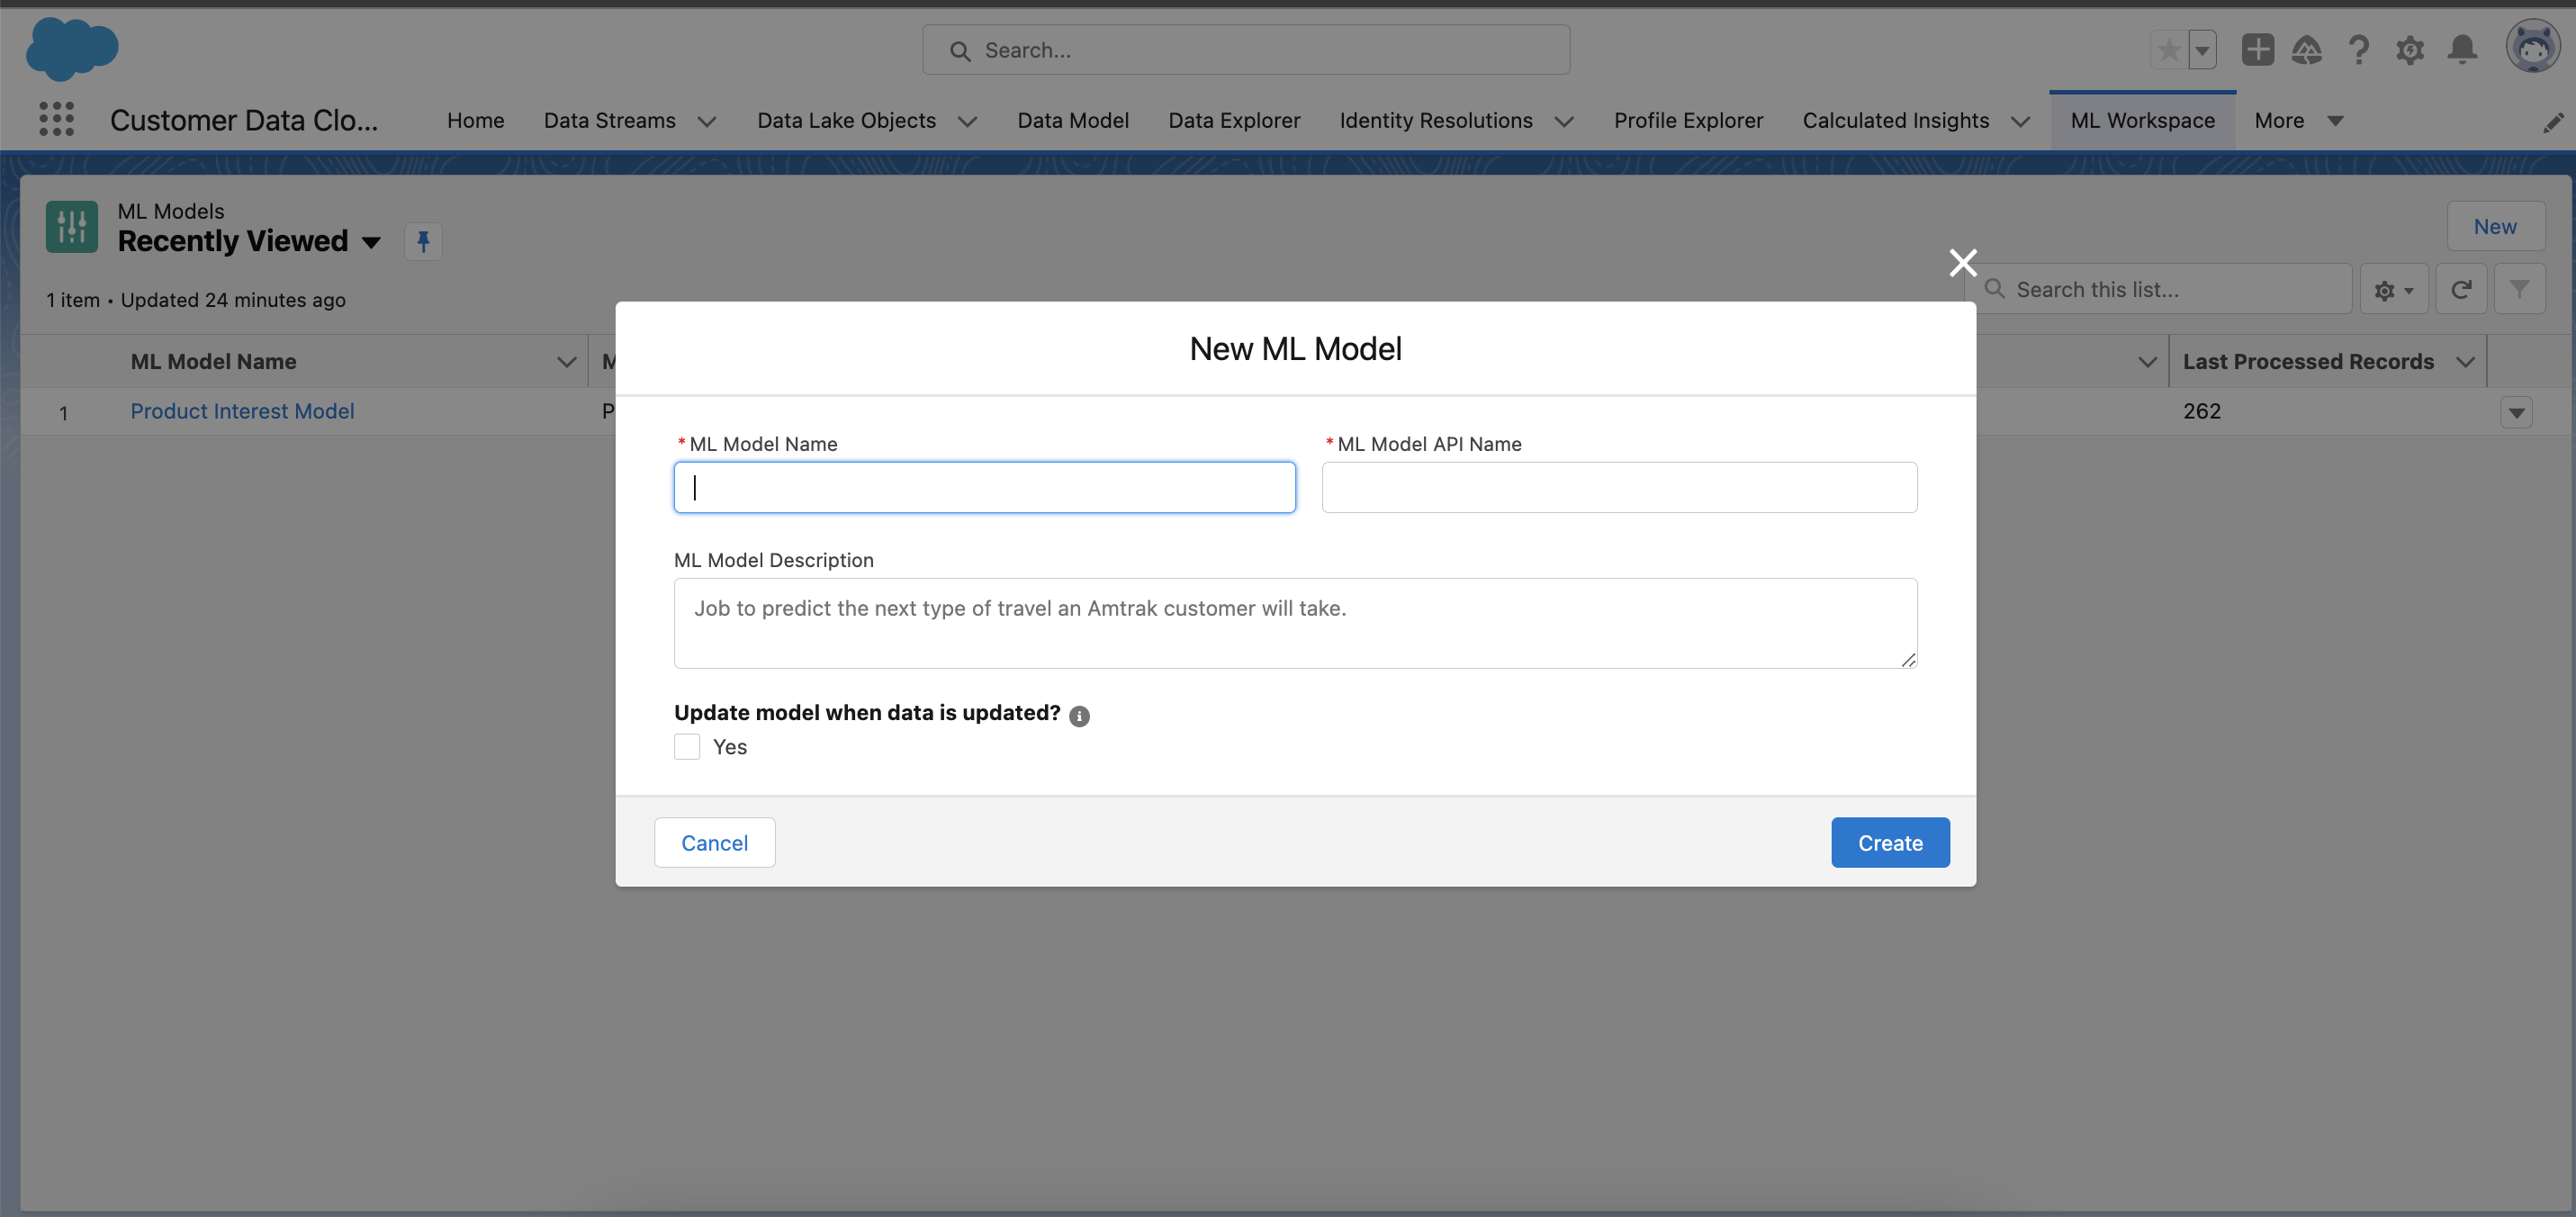 Search...
Customer Data Clo...
Home
Data Streams
Data Lake Objects
Data Model
Data Explorer
Identity Resolutions
Profile Explorer
Calculated Insights
ML Workspace
More
ML Models
Recently Viewed
New
1 item • Updated 24 minutes ago
Search this list...
ML Model Name
M
Last Processed Records
1
Product Interest Model
P
262
New ML Model
* ML Model Name
* ML Model API Name
ML Model Description
Job to predict the next type of travel an Amtrak customer will take.
Update model when data is updated?
Yes
Cancel
Create